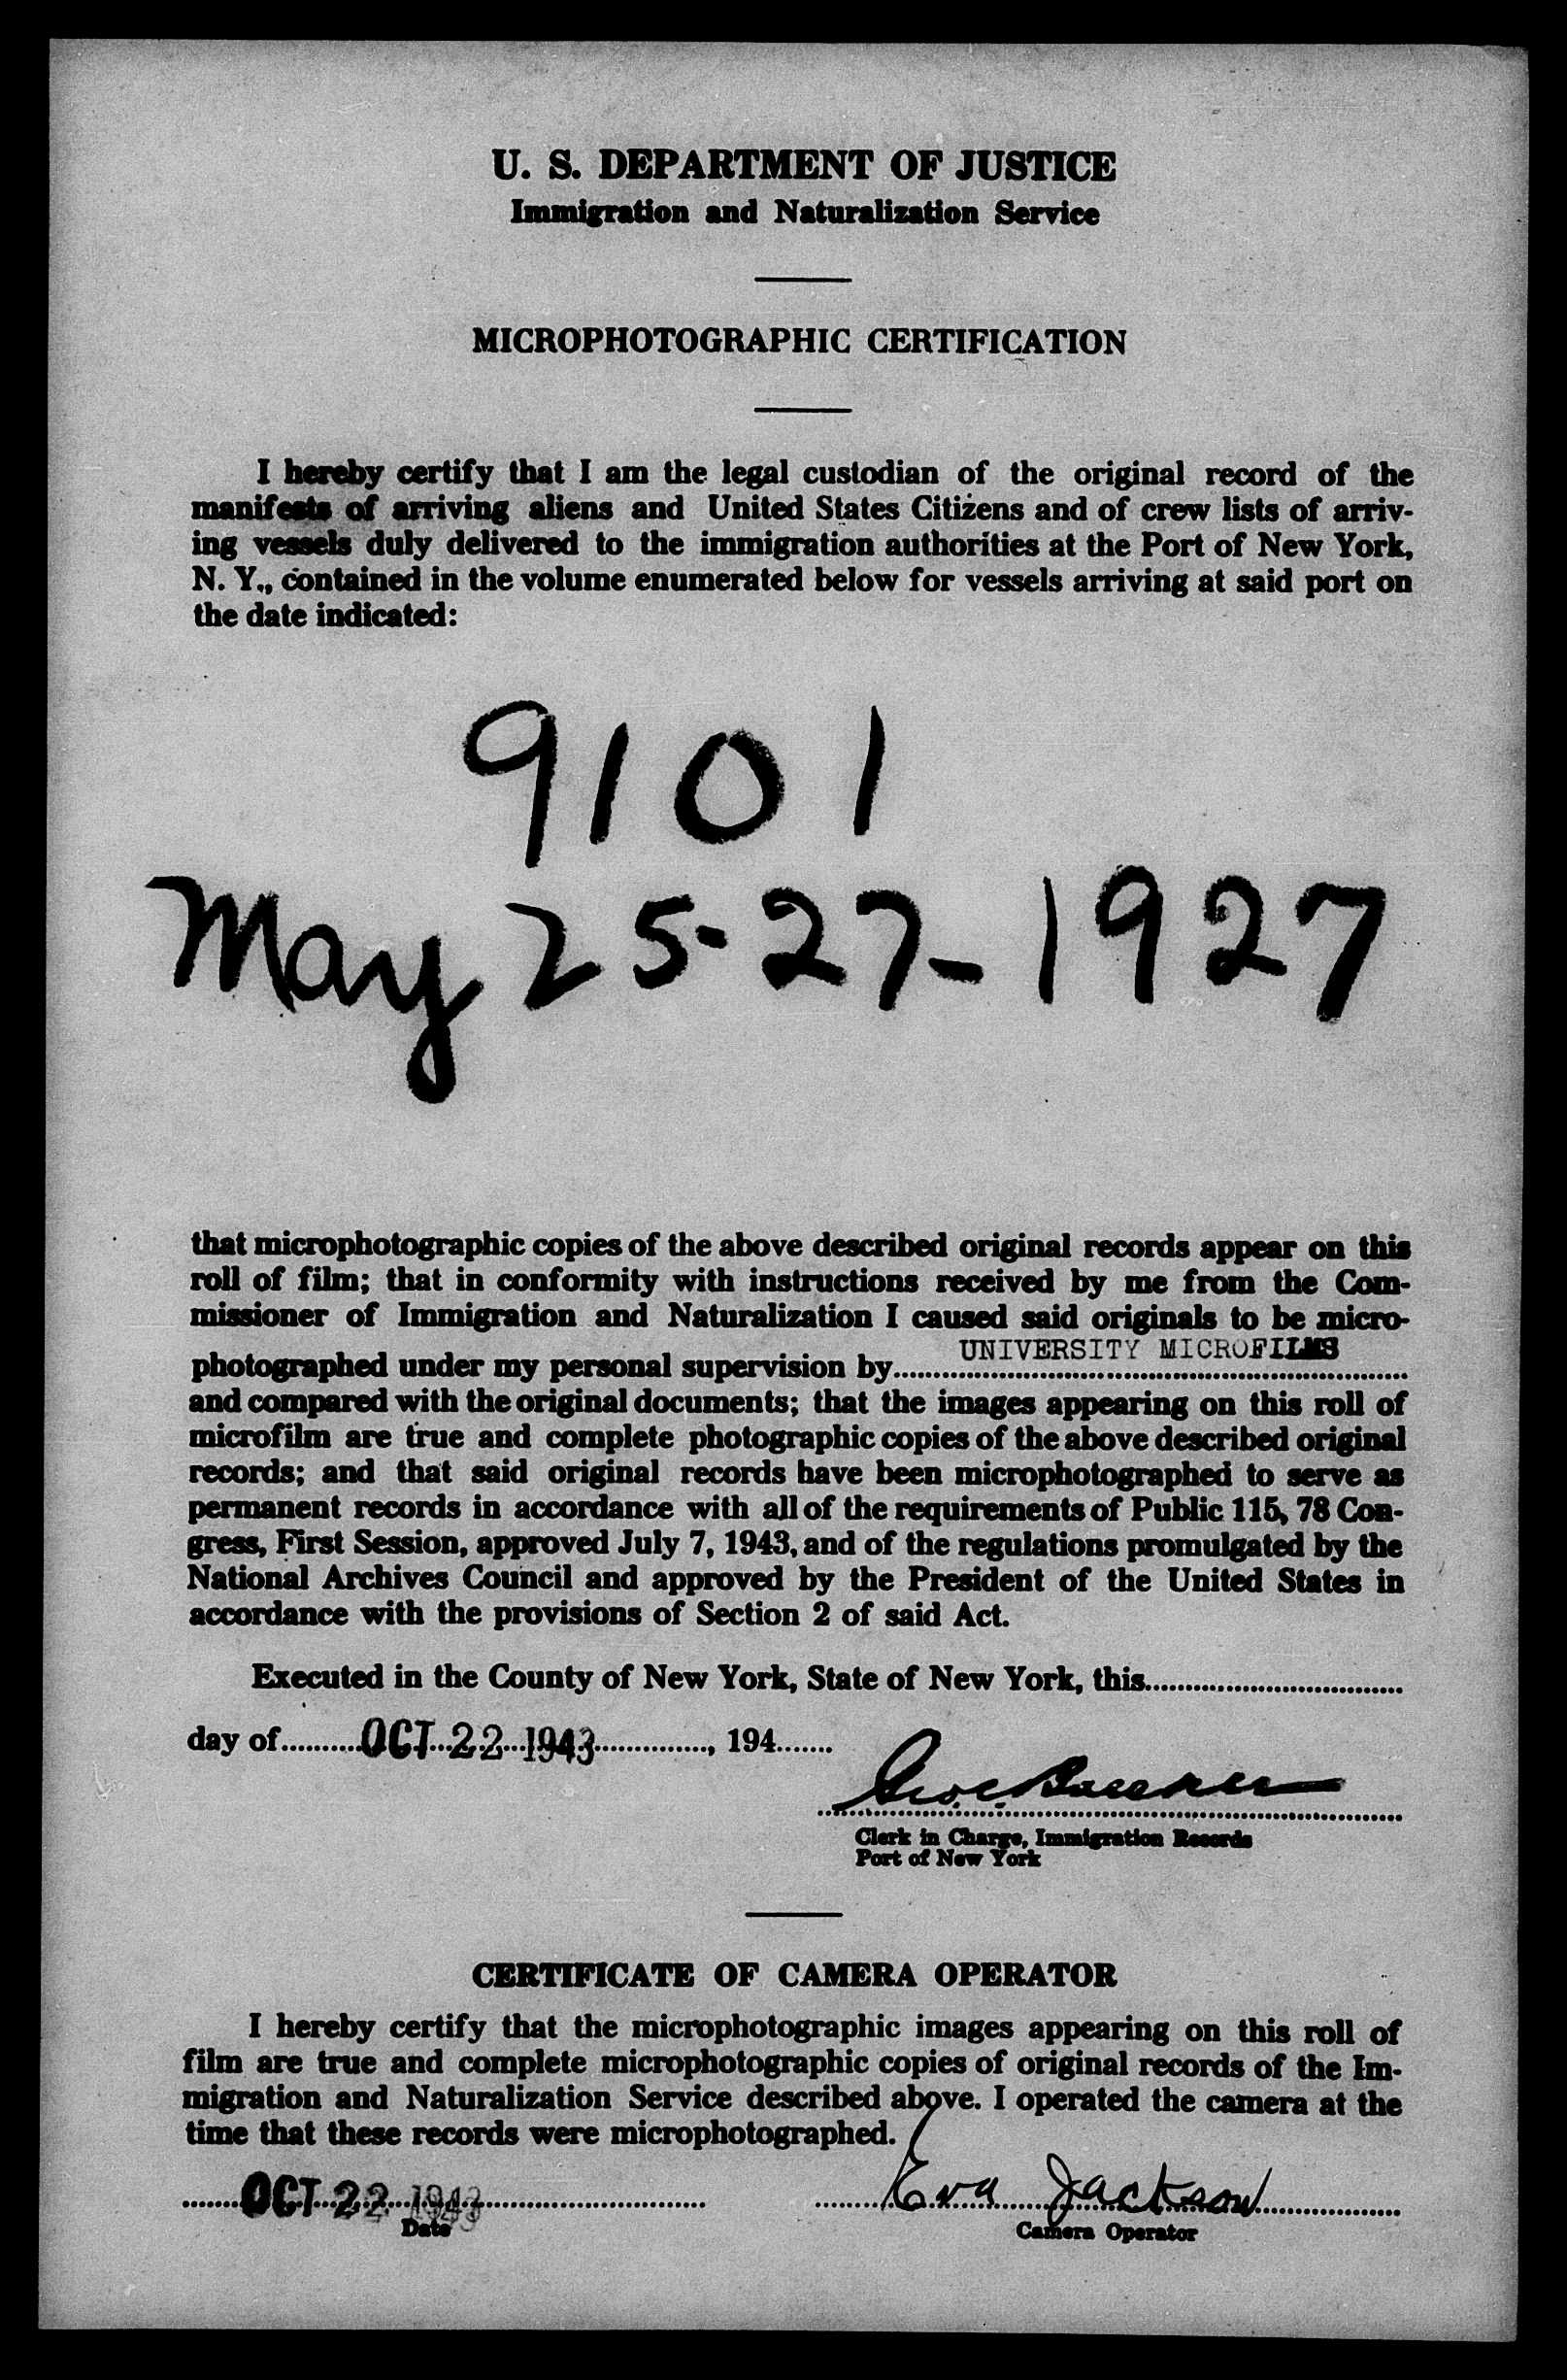 U. S. DEPARTMENT OF JUSTICE
Immigration and Naturalization Service
MICROPHOTOGRAPHIC CERTIFICATION
I hereby certify that I am the legal custodian of the original record of the
manifests of arriving aliens and United States Citizens and of crew lists of arriv-
ing vessels duly delivered to the immigration authorities at the Port of New York,
N. Y., contained in the volume enumerated below for vessels arriving at said port on
the date indicated:
9101
May 25-27-1927
that microphotographic copies of the above described original records appear on this
roll of film; that in conformity with instructions received by me from the Com-
missioner of Immigration and Naturalization I caused said originals to be micro-
photographed under my personal supervision by UNIVERSITY MICROFILMS
and compared with the original documents; that the images appearing on this roll of
microfilm are true and complete photographic copies of the above described original
records; and that said original records have been microphotographed to serve as
permanent records in accordance with all of the requirements of Public 115, 78 Con-
gress, First Session, approved July 7, 1943, and of the regulations promulgated by the
National Archives Council and approved by the President of the United States in
accordance with the provisions of Section 2 of said Act.
Executed in the County of New York, State of New York, this
day of OCT 22 1943, 194
Clerk in Charge, Immigration Records
Port of New York
CERTIFICATE OF CAMERA OPERATOR
I hereby certify that the microphotographic images appearing on this roll of
film are true and complete microphotographic copies of original records of the Im-
migration and Naturalization Service described above. I operated the camera at the
time that these records were microphotographed.
OCT 22 1943 Eva Jackson
Date Camera Operator